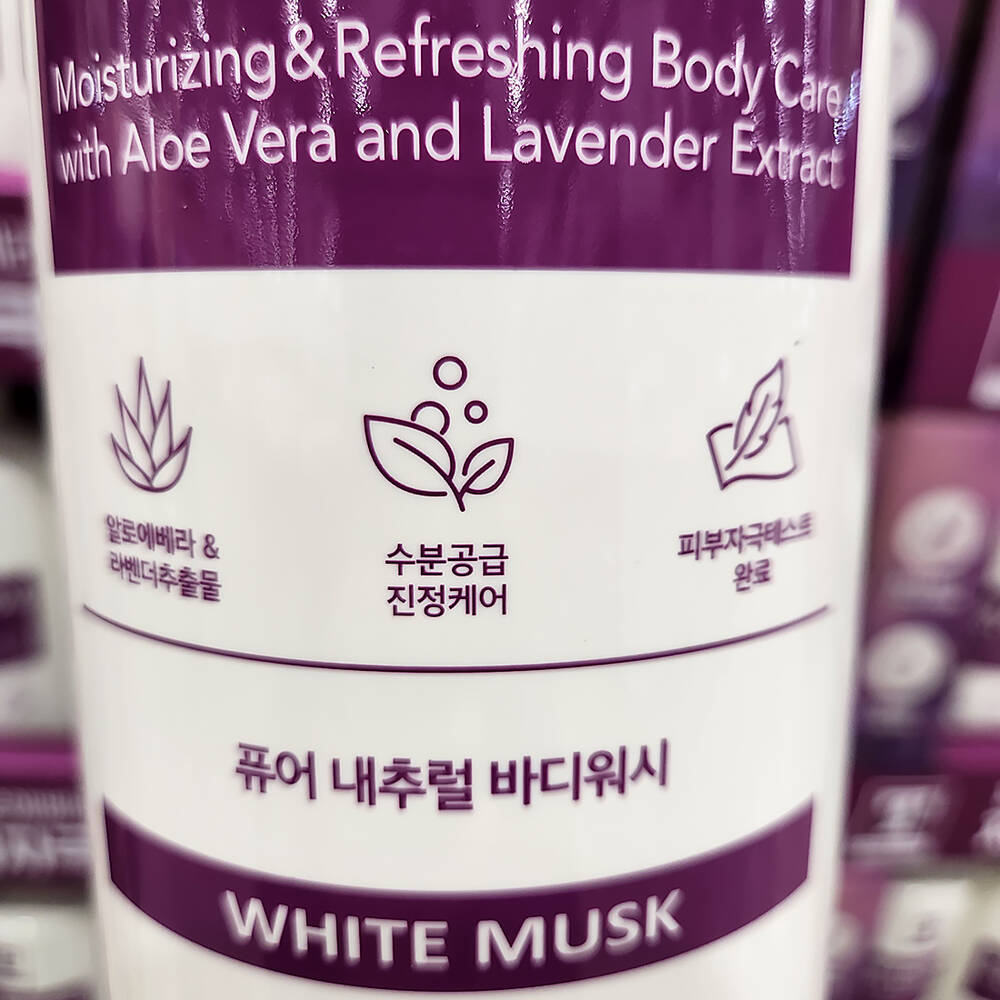 Moisturizing & Refreshing Body Care
with Aloe Vera and Lavender Extract
알로에베라 &
라벤더추출물
수분공급
진정케어
피부자극테스트
완료
퓨어 내추럴 바디워시
WHITE MUSK